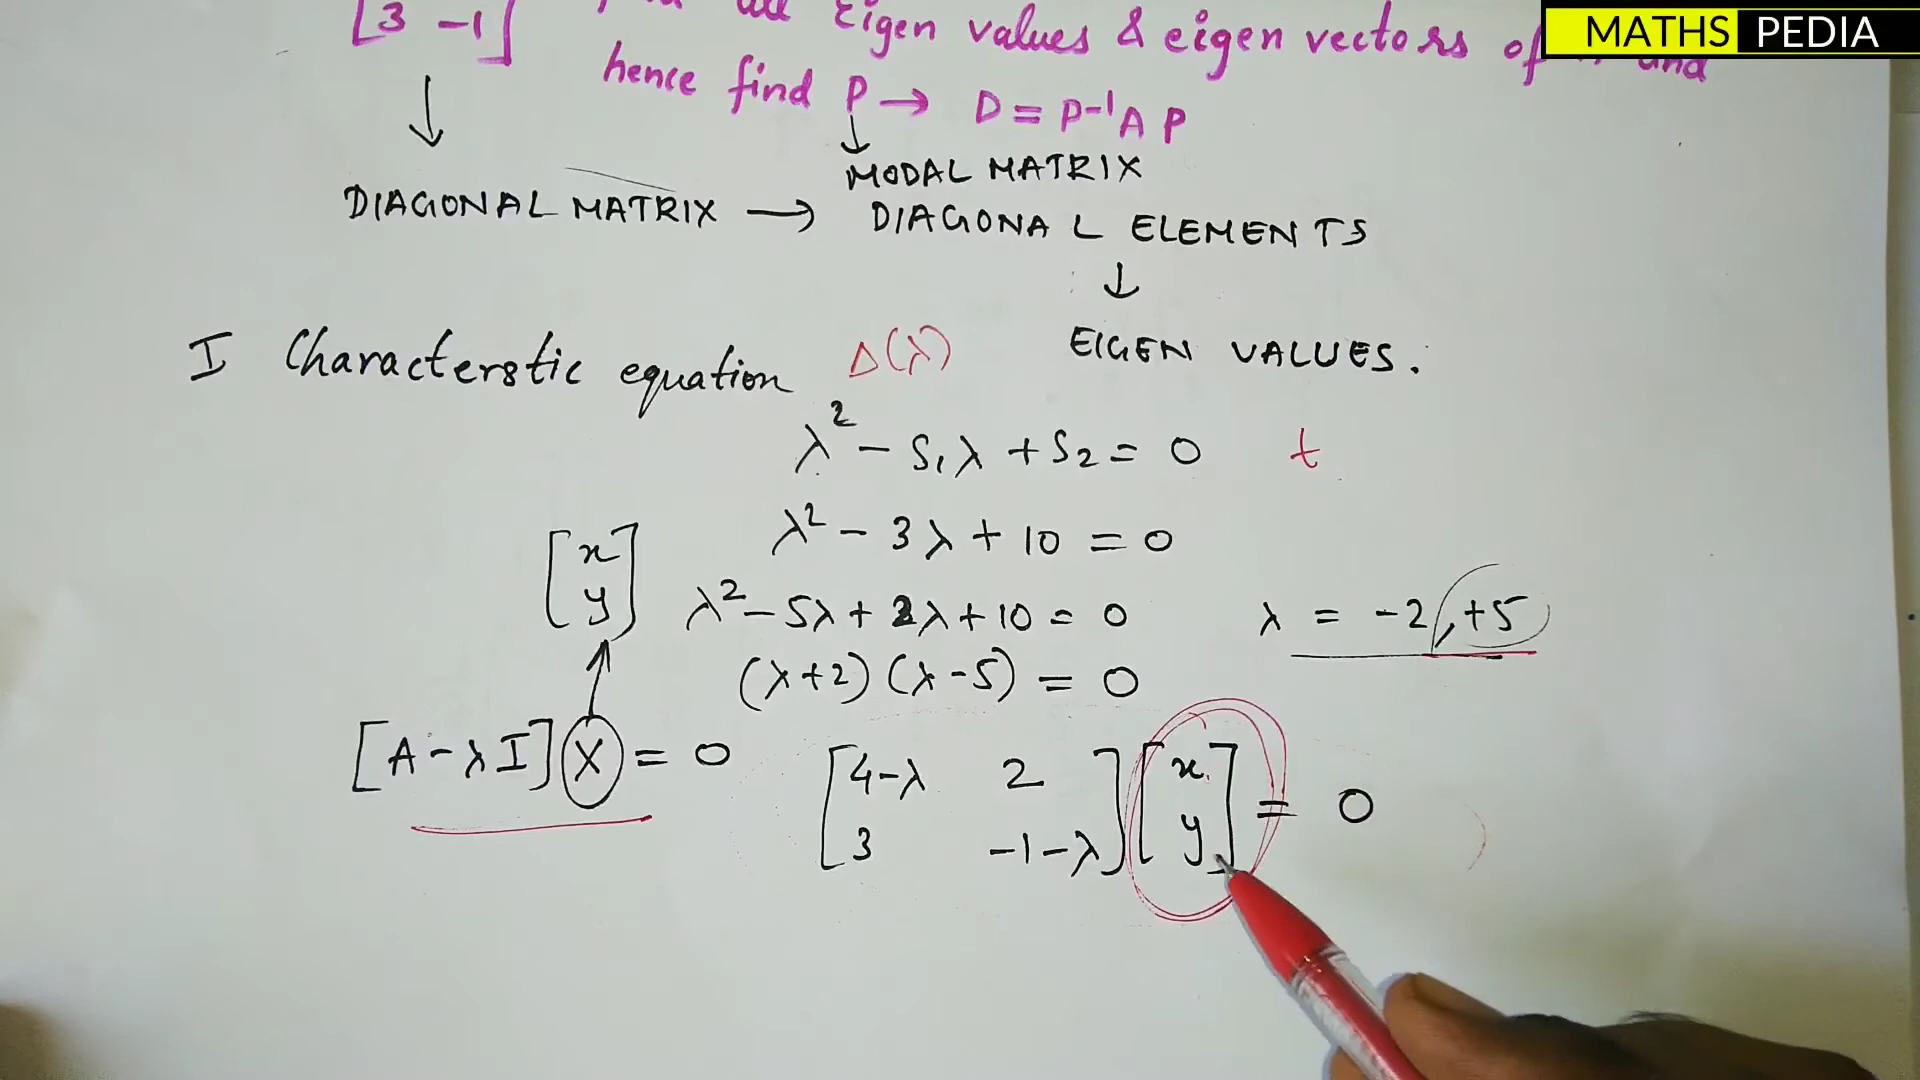 [3 -1] all Eigen values & eigen vectors of and
MATHS PEDIA
hence find P → D = P⁻¹AP
MODAL MATRIX
DIAGONAL MATRIX → DIAGONAL ELEMENTS
EIGEN VALUES.
I Characterstic equation Δ(λ)
λ² - S₁λ + S₂ = 0 t
λ² - 3λ + 10 = 0
[x
y]
λ² - 5λ + 2λ + 10 = 0 λ = -2, +5
(λ+2) (λ-5) = 0
[A - λI] X = 0
[4-λ 2
3 -1-λ] [x
y] = 0